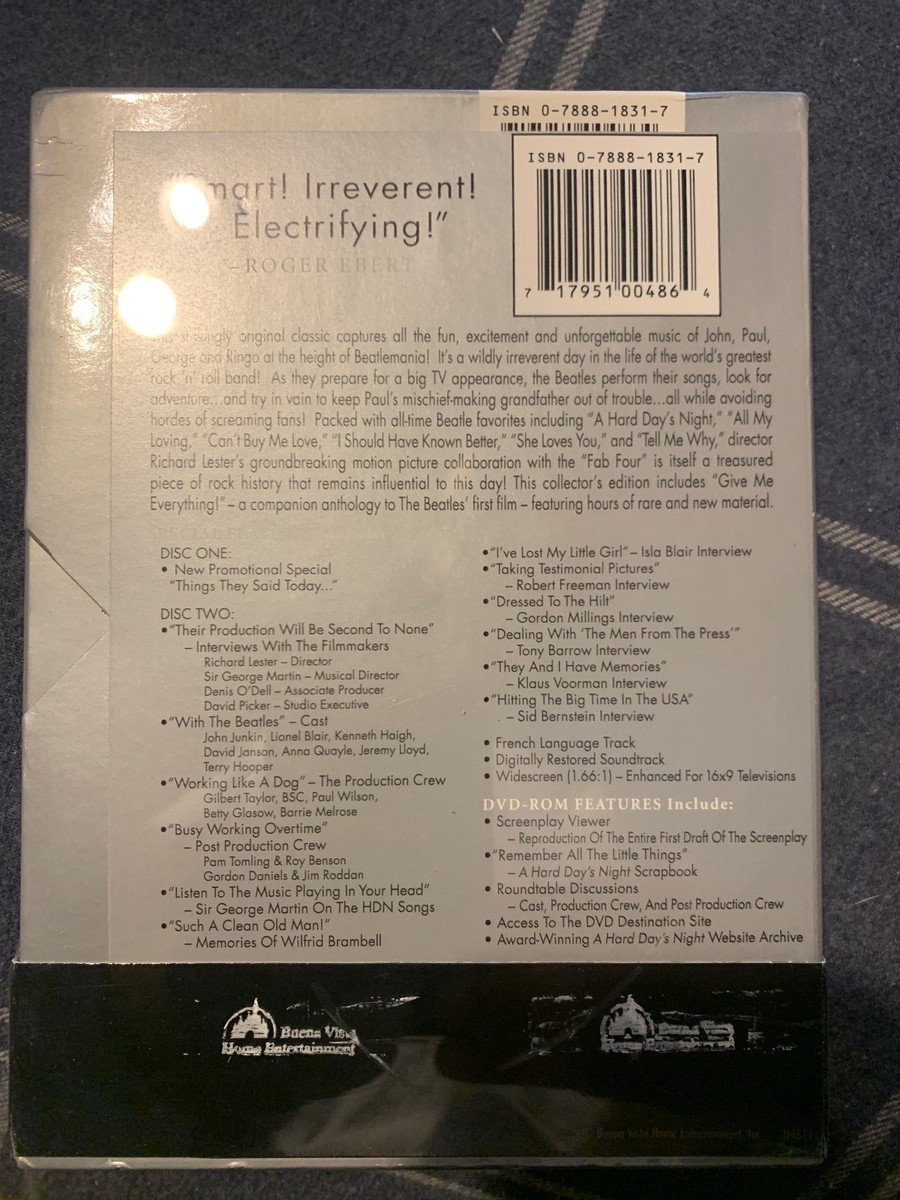 ISBN 0-7888-1831-7
ISBN 0-7888-1831-7
7 17951 00486 4
"Smart! Irreverent!
Electrifying!"
–ROGER EBERT
original classic captures all the fun, excitement and unforgettable music of John, Paul,
George and Ringo at the height of Beatlemania! It's a wildly irreverent day in the life of the world's greatest
rock 'n' roll band! As they prepare for a big TV appearance, the Beatles perform their songs, look for
adventure...and try in vain to keep Paul's mischief-making grandfather out of trouble...all while avoiding
hordes of screaming fans! Packed with all-time Beatle favorites including "A Hard Day's Night," "All My
Loving," "Can't Buy Me Love," "I Should Have Known Better," "She Loves You," and "Tell Me Why," director
Richard Lester's groundbreaking motion picture collaboration with the "Fab Four" is itself a treasured
piece of rock history that remains influential to this day! This collector's edition includes "Give Me
Everything!" – a companion anthology to The Beatles' first film – featuring hours of rare and new material.
DISC ONE:
• New Promotional Special
"Things They Said Today..."
DISC TWO:
•"Their Production Will Be Second To None"
– Interviews With The Filmmakers
Richard Lester – Director
Sir George Martin – Musical Director
Denis O'Dell – Associate Producer
David Picker – Studio Executive
•"With The Beatles" – Cast
John Junkin, Lionel Blair, Kenneth Haigh,
David Janson, Anna Quayle, Jeremy Lloyd,
Terry Hooper
•"Working Like A Dog" – The Production Crew
Gilbert Taylor, BSC, Paul Wilson,
Betty Glasow, Barrie Melrose
•"Busy Working Overtime"
– Post Production Crew
Pam Tomling & Roy Benson
Gordon Daniels & Jim Roddan
•"Listen To The Music Playing In Your Head"
– Sir George Martin On The HDN Songs
•"Such A Clean Old Man!"
– Memories Of Wilfrid Brambell
•"I've Lost My Little Girl" – Isla Blair Interview
•"Taking Testimonial Pictures"
– Robert Freeman Interview
•"Dressed To The Hilt"
– Gordon Millings Interview
•"Dealing With 'The Men From The Press'"
– Tony Barrow Interview
•"They And I Have Memories"
– Klaus Voorman Interview
•"Hitting The Big Time In The USA"
– Sid Bernstein Interview
• French Language Track
• Digitally Restored Soundtrack
• Widescreen (1.66:1) – Enhanced For 16x9 Televisions
DVD-ROM FEATURES Include:
• Screenplay Viewer
– Reproduction Of The Entire First Draft Of The Screenplay
•"Remember All The Little Things"
– A Hard Day's Night Scrapbook
• Roundtable Discussions
– Cast, Production Crew, And Post Production Crew
• Access To The DVD Destination Site
• Award-Winning A Hard Day's Night Website Archive
Buena Vista
Home Entertainment
Buena Vista
Home Entertainment
Buena Vista Home Entertainment, Inc.